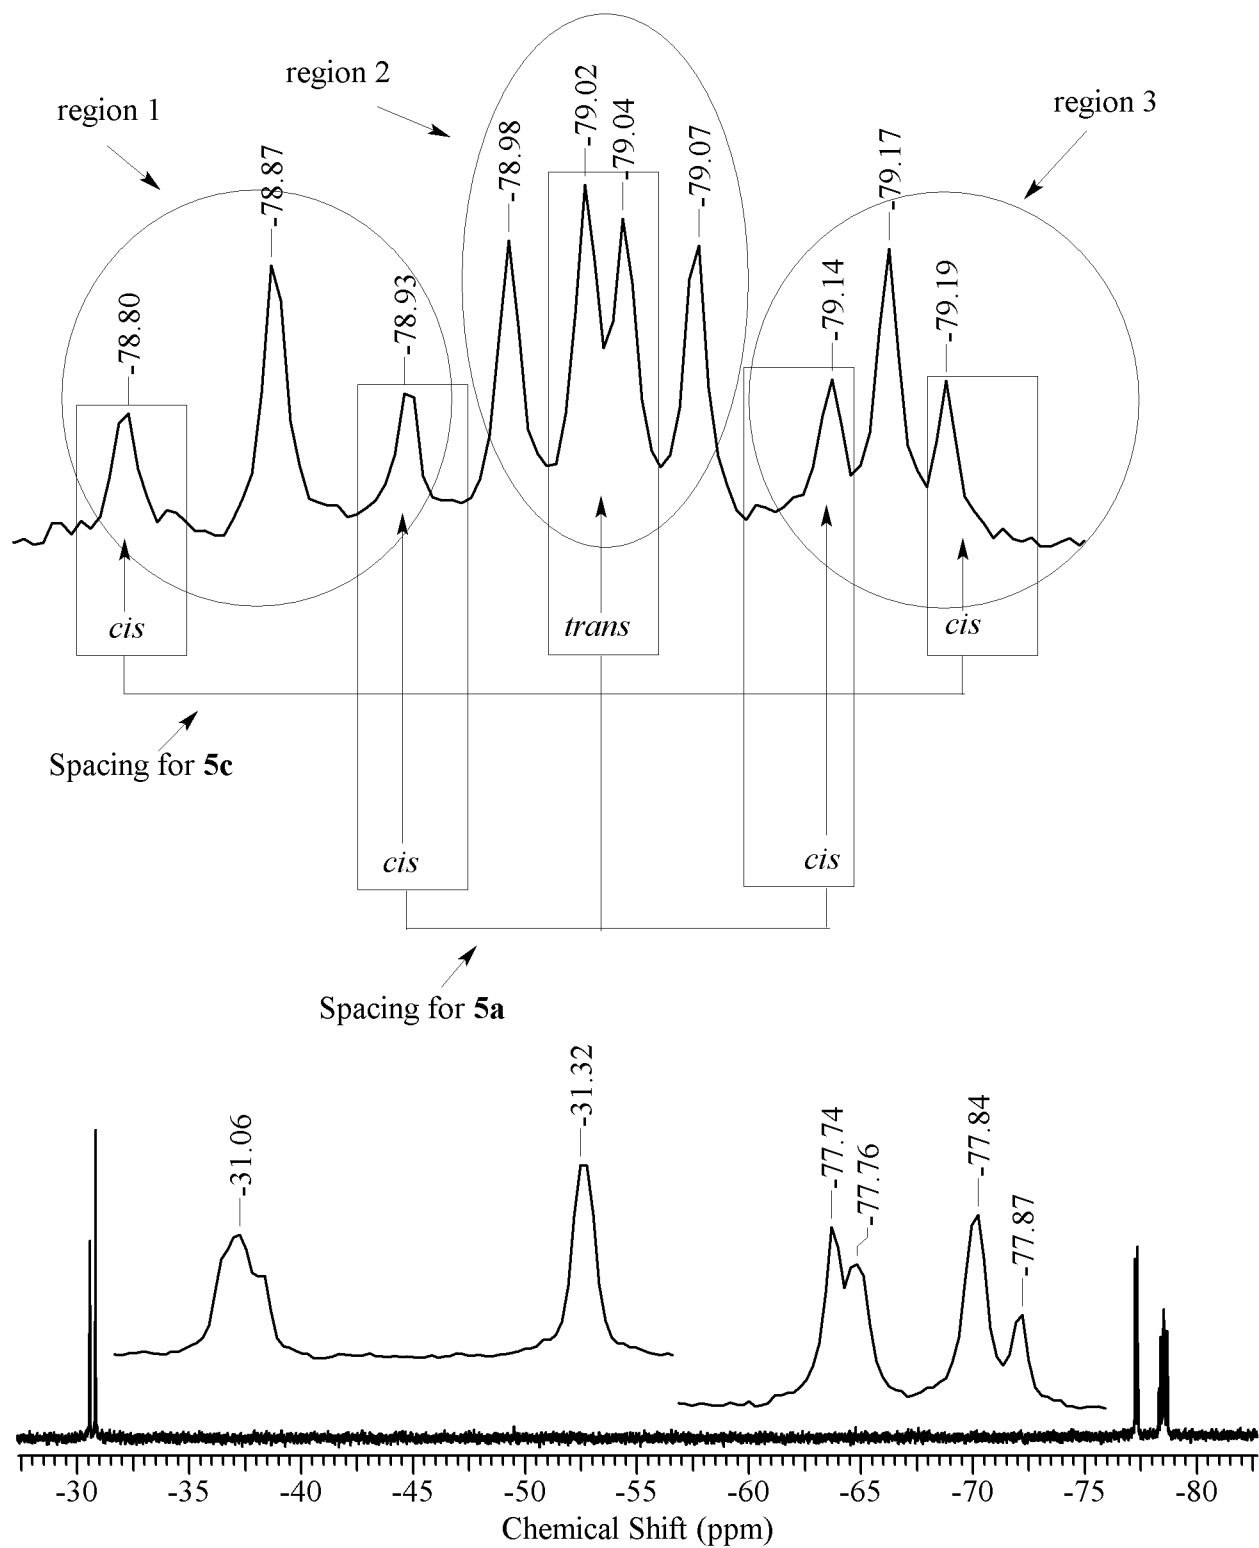 region 1
region 2
region 3
-78.80
-78.87
-78.93
-78.98
-79.02
-79.04
-79.07
-79.14
-79.17
-79.19
cis
trans
cis
Spacing for 5c
cis
cis
Spacing for 5a
-31.06
-31.32
-77.74
-77.76
-77.84
-77.87
-30 -35 -40 -45 -50 -55 -60 -65 -70 -75 -80
Chemical Shift (ppm)